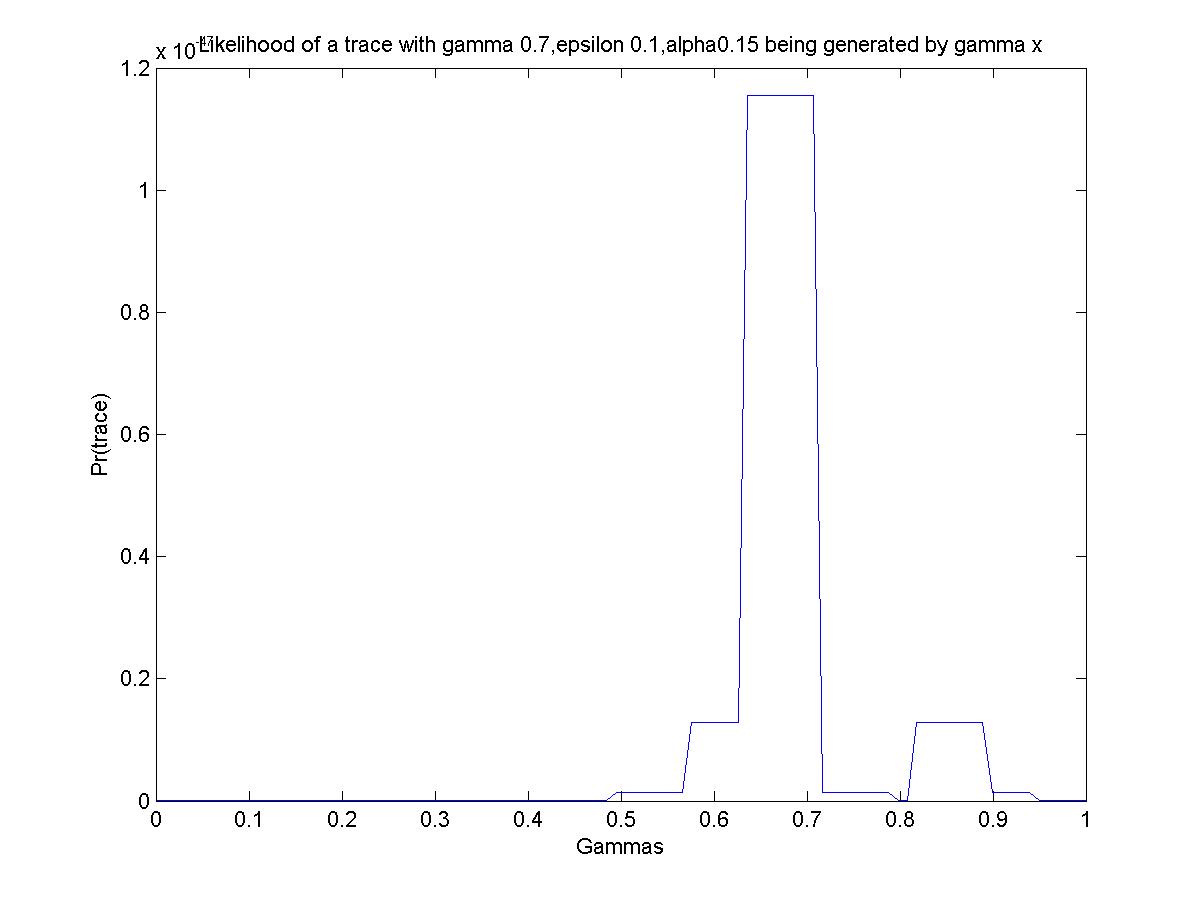 x 10
Likelihood of a trace with gamma 0.7,epsilon 0.1,alpha0.15 being generated by gamma x
1.2
1
0.8
0.6
0.4
0.2
0
Pr(trace)
0 0.1 0.2 0.3 0.4 0.5 0.6 0.7 0.8 0.9 1
Gammas